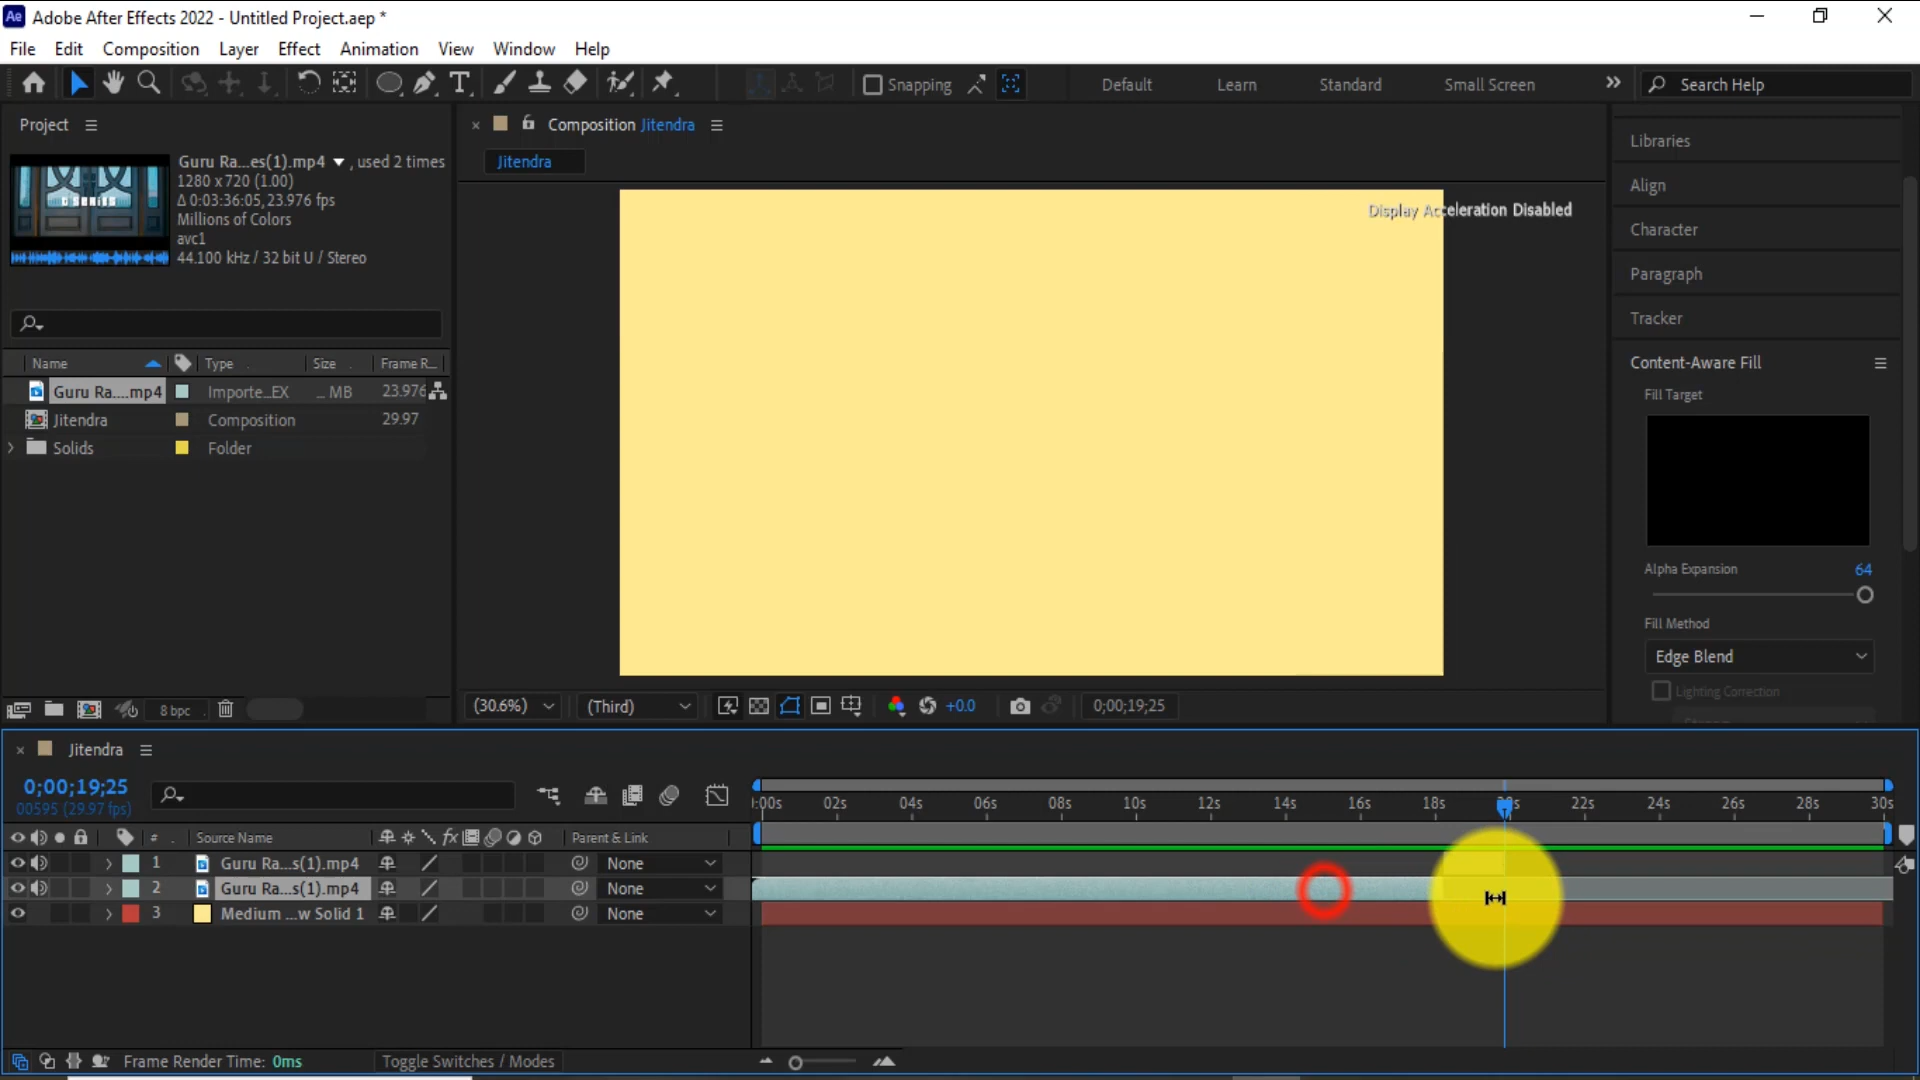 Ae Adobe After Effects 2022 - Untitled Project.aep *
File Edit Composition Layer Effect Animation View Window Help
Snapping Default Learn Standard Small Screen Search Help
Project
Guru Ra...es(1).mp4 , used 2 times
1280 x 720 (1.00)
Δ 0:03:36:05, 23.976 fps
Millions of Colors
avc1
44.100 kHz / 32 bit U / Stereo
Name Type Size Frame R...
Guru Ra....mp4 Importe...EX ... MB 23.976
Jitendra Composition 29.97
Solids Folder
8 bpc
Composition Jitendra
Jitendra
Display Acceleration Disabled
(30.6%) (Third) +0.0 0;00;19;25
Libraries
Align
Character
Paragraph
Tracker
Content-Aware Fill
Fill Target
Alpha Expansion 64
Fill Method
Edge Blend
Lighting Correction
Jitendra
0;00;19;25
00595 (29.97 fps)
:00s 02s 04s 06s 08s 10s 12s 14s 16s 18s 22s 24s 26s 28s 30s
# Source Name fx Parent & Link
1 Guru Ra...s(1).mp4 None
2 Guru Ra...s(1).mp4 None
3 Medium ...w Solid 1 None
Frame Render Time: 0ms Toggle Switches / Modes